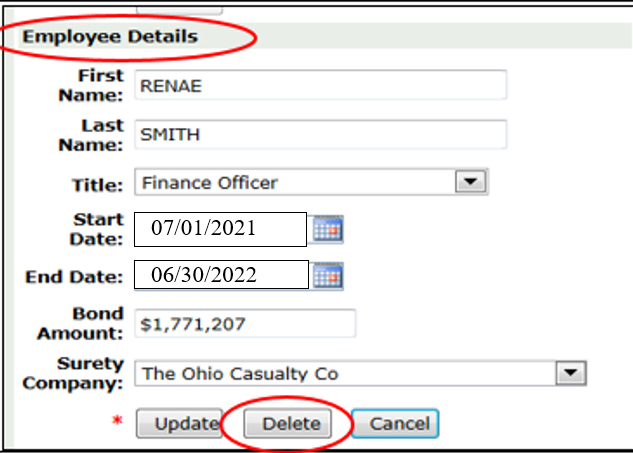 Employee Details
First
Name: RENAE
Last
Name: SMITH
Title: Finance Officer
Start
Date: 07/01/2021
End Date: 06/30/2022
Bond
Amount: $1,771,207
Surety
Company: The Ohio Casualty Co
* Update Delete Cancel